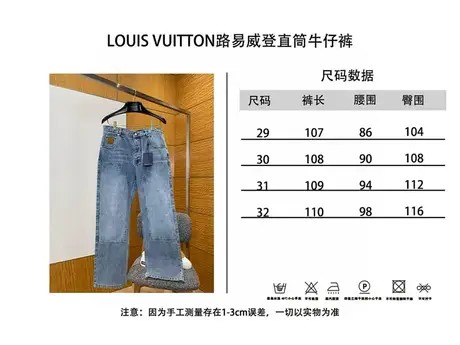 LOUIS VUITTON路易威登直筒牛仔裤
尺码数据
尺码 裤长 腰围 臀围
29 107 86 104
30 108 90 108
31 109 94 112
32 110 98 116
注意：因为手工测量存在1-3cm误差，一切以实物为准